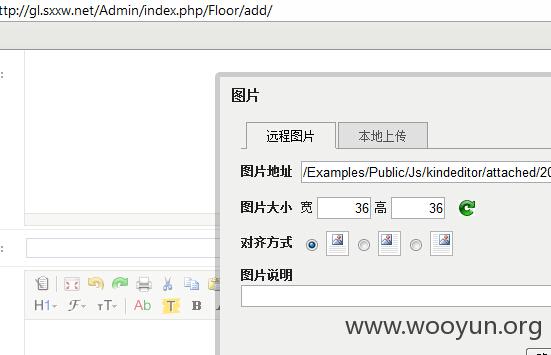 ttp://gl.sxxw.net/Admin/index.php/Floor/add/
图片
远程图片 本地上传
图片地址 /Examples/Public/Js/kindeditor/attached/20
图片大小 宽 36 高 36
对齐方式
图片说明
H1 F TT Ab T B
www.wooyun.org